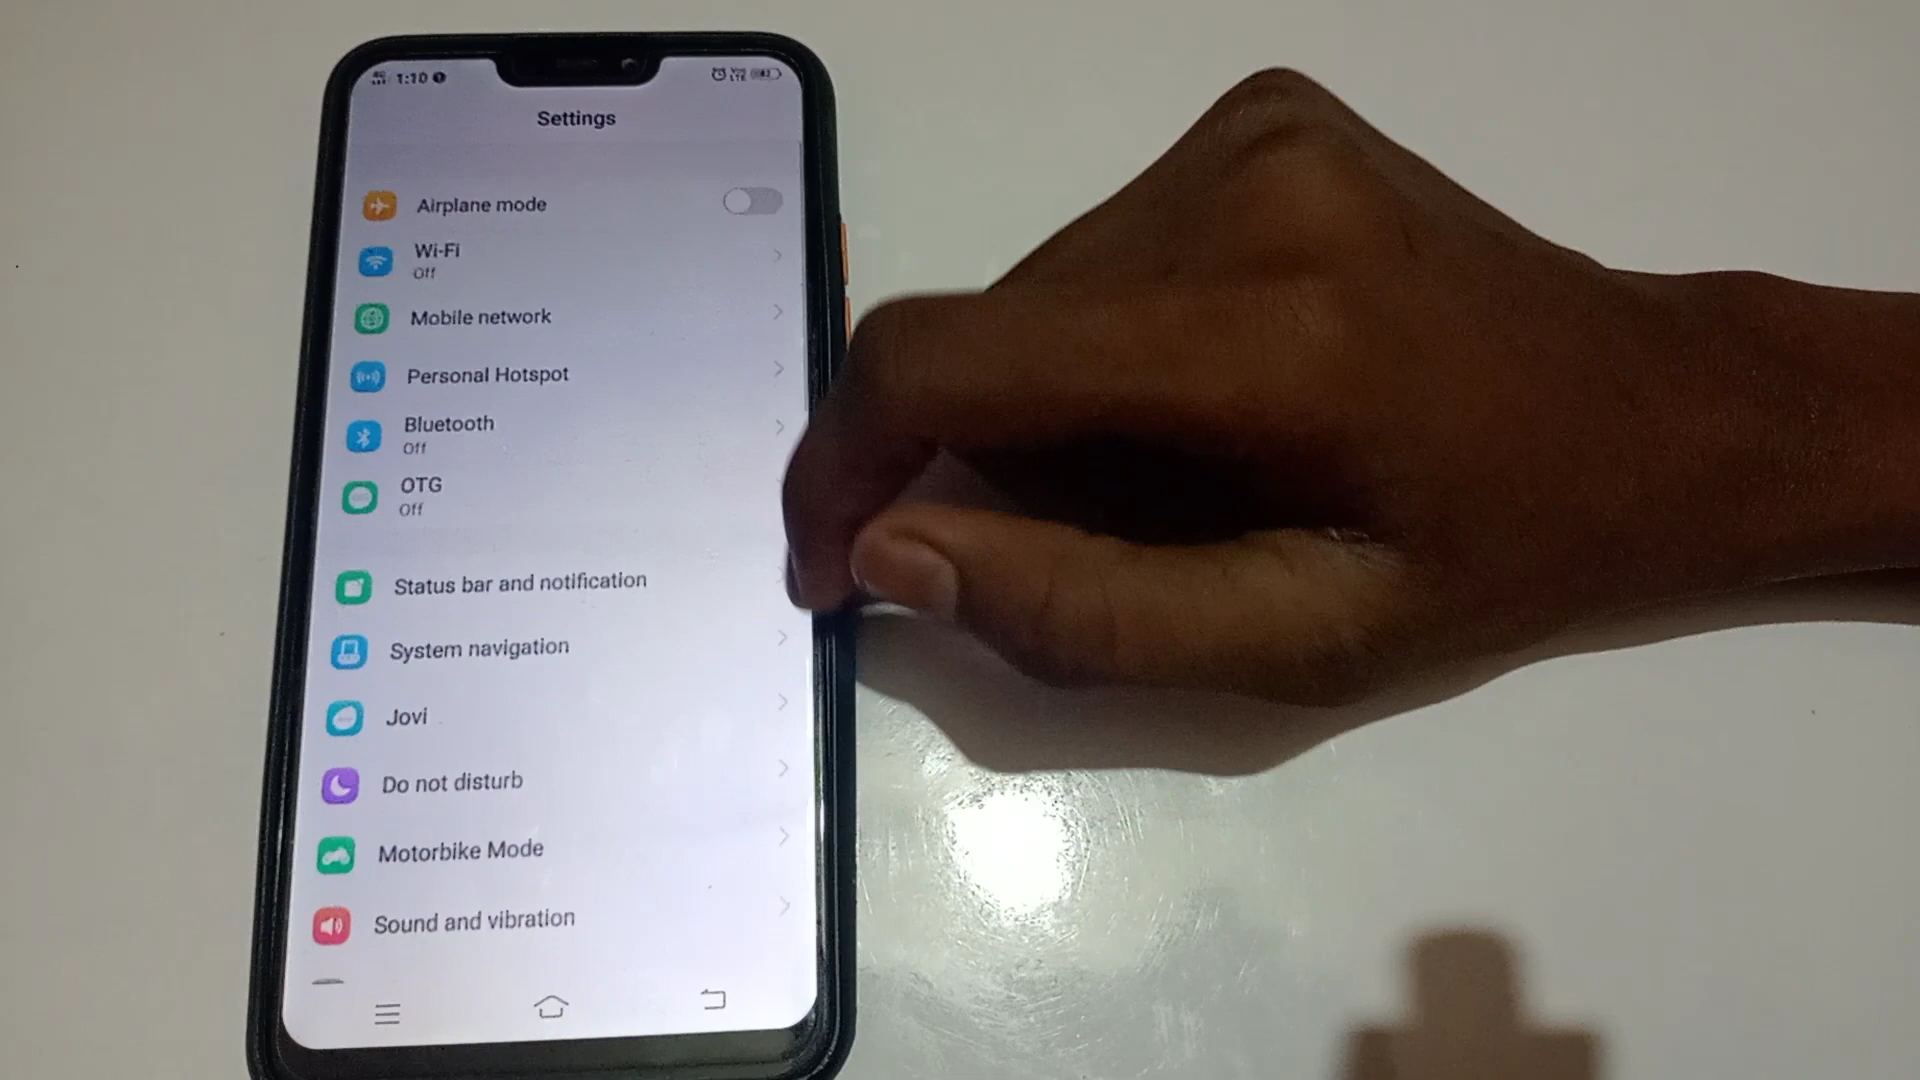 4G 1:10
Settings
Airplane mode
Wi-Fi
Off
Mobile network
Personal Hotspot
Bluetooth
Off
OTG
Off
Status bar and notification
System navigation
Jovi
Do not disturb
Motorbike Mode
Sound and vibration